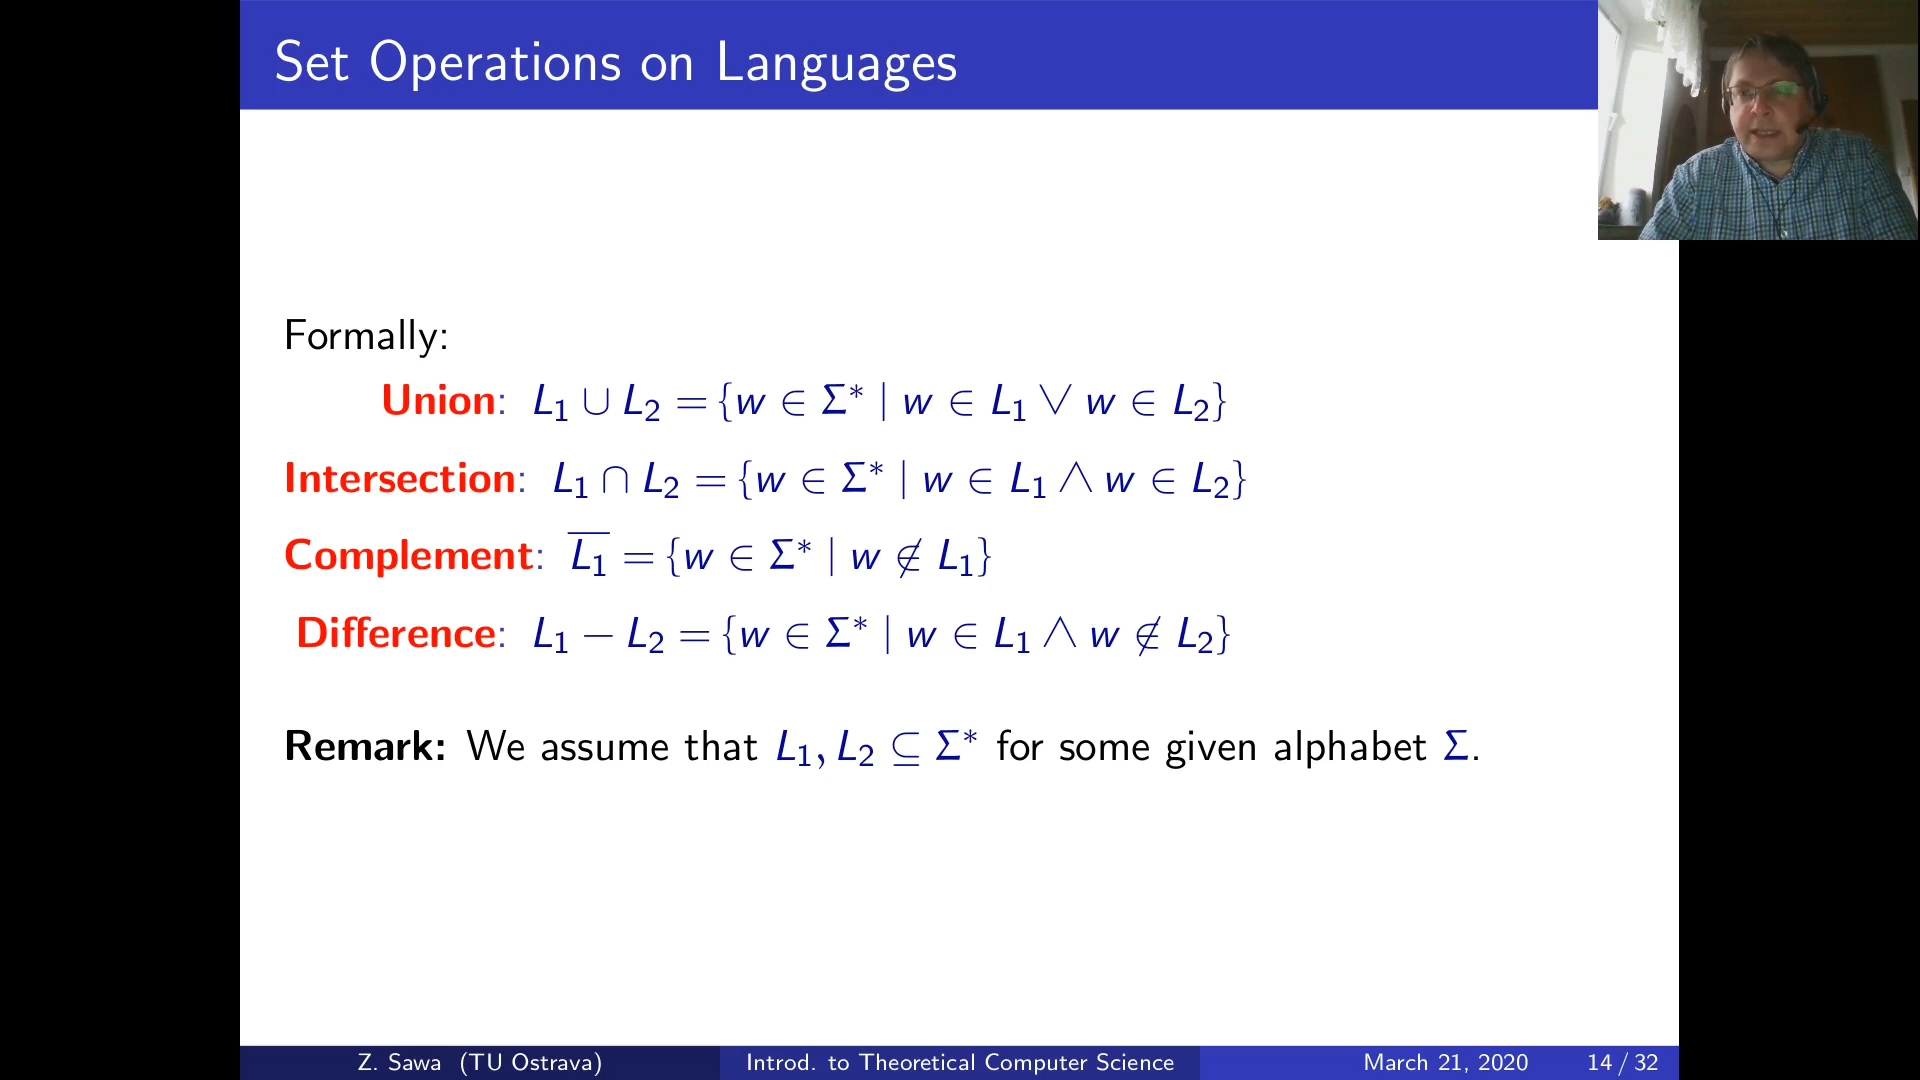 Set Operations on Languages
Formally:
Union: L₁ ∪ L₂ = {w ∈ Σ* | w ∈ L₁ ∨ w ∈ L₂}
Intersection: L₁ ∩ L₂ = {w ∈ Σ* | w ∈ L₁ ∧ w ∈ L₂}
Complement: L̅₁̅ = {w ∈ Σ* | w ∉ L₁}
Difference: L₁ − L₂ = {w ∈ Σ* | w ∈ L₁ ∧ w ∉ L₂}
Remark: We assume that L₁, L₂ ⊆ Σ* for some given alphabet Σ.
Z. Sawa (TU Ostrava) Introd. to Theoretical Computer Science March 21, 2020 14 / 32